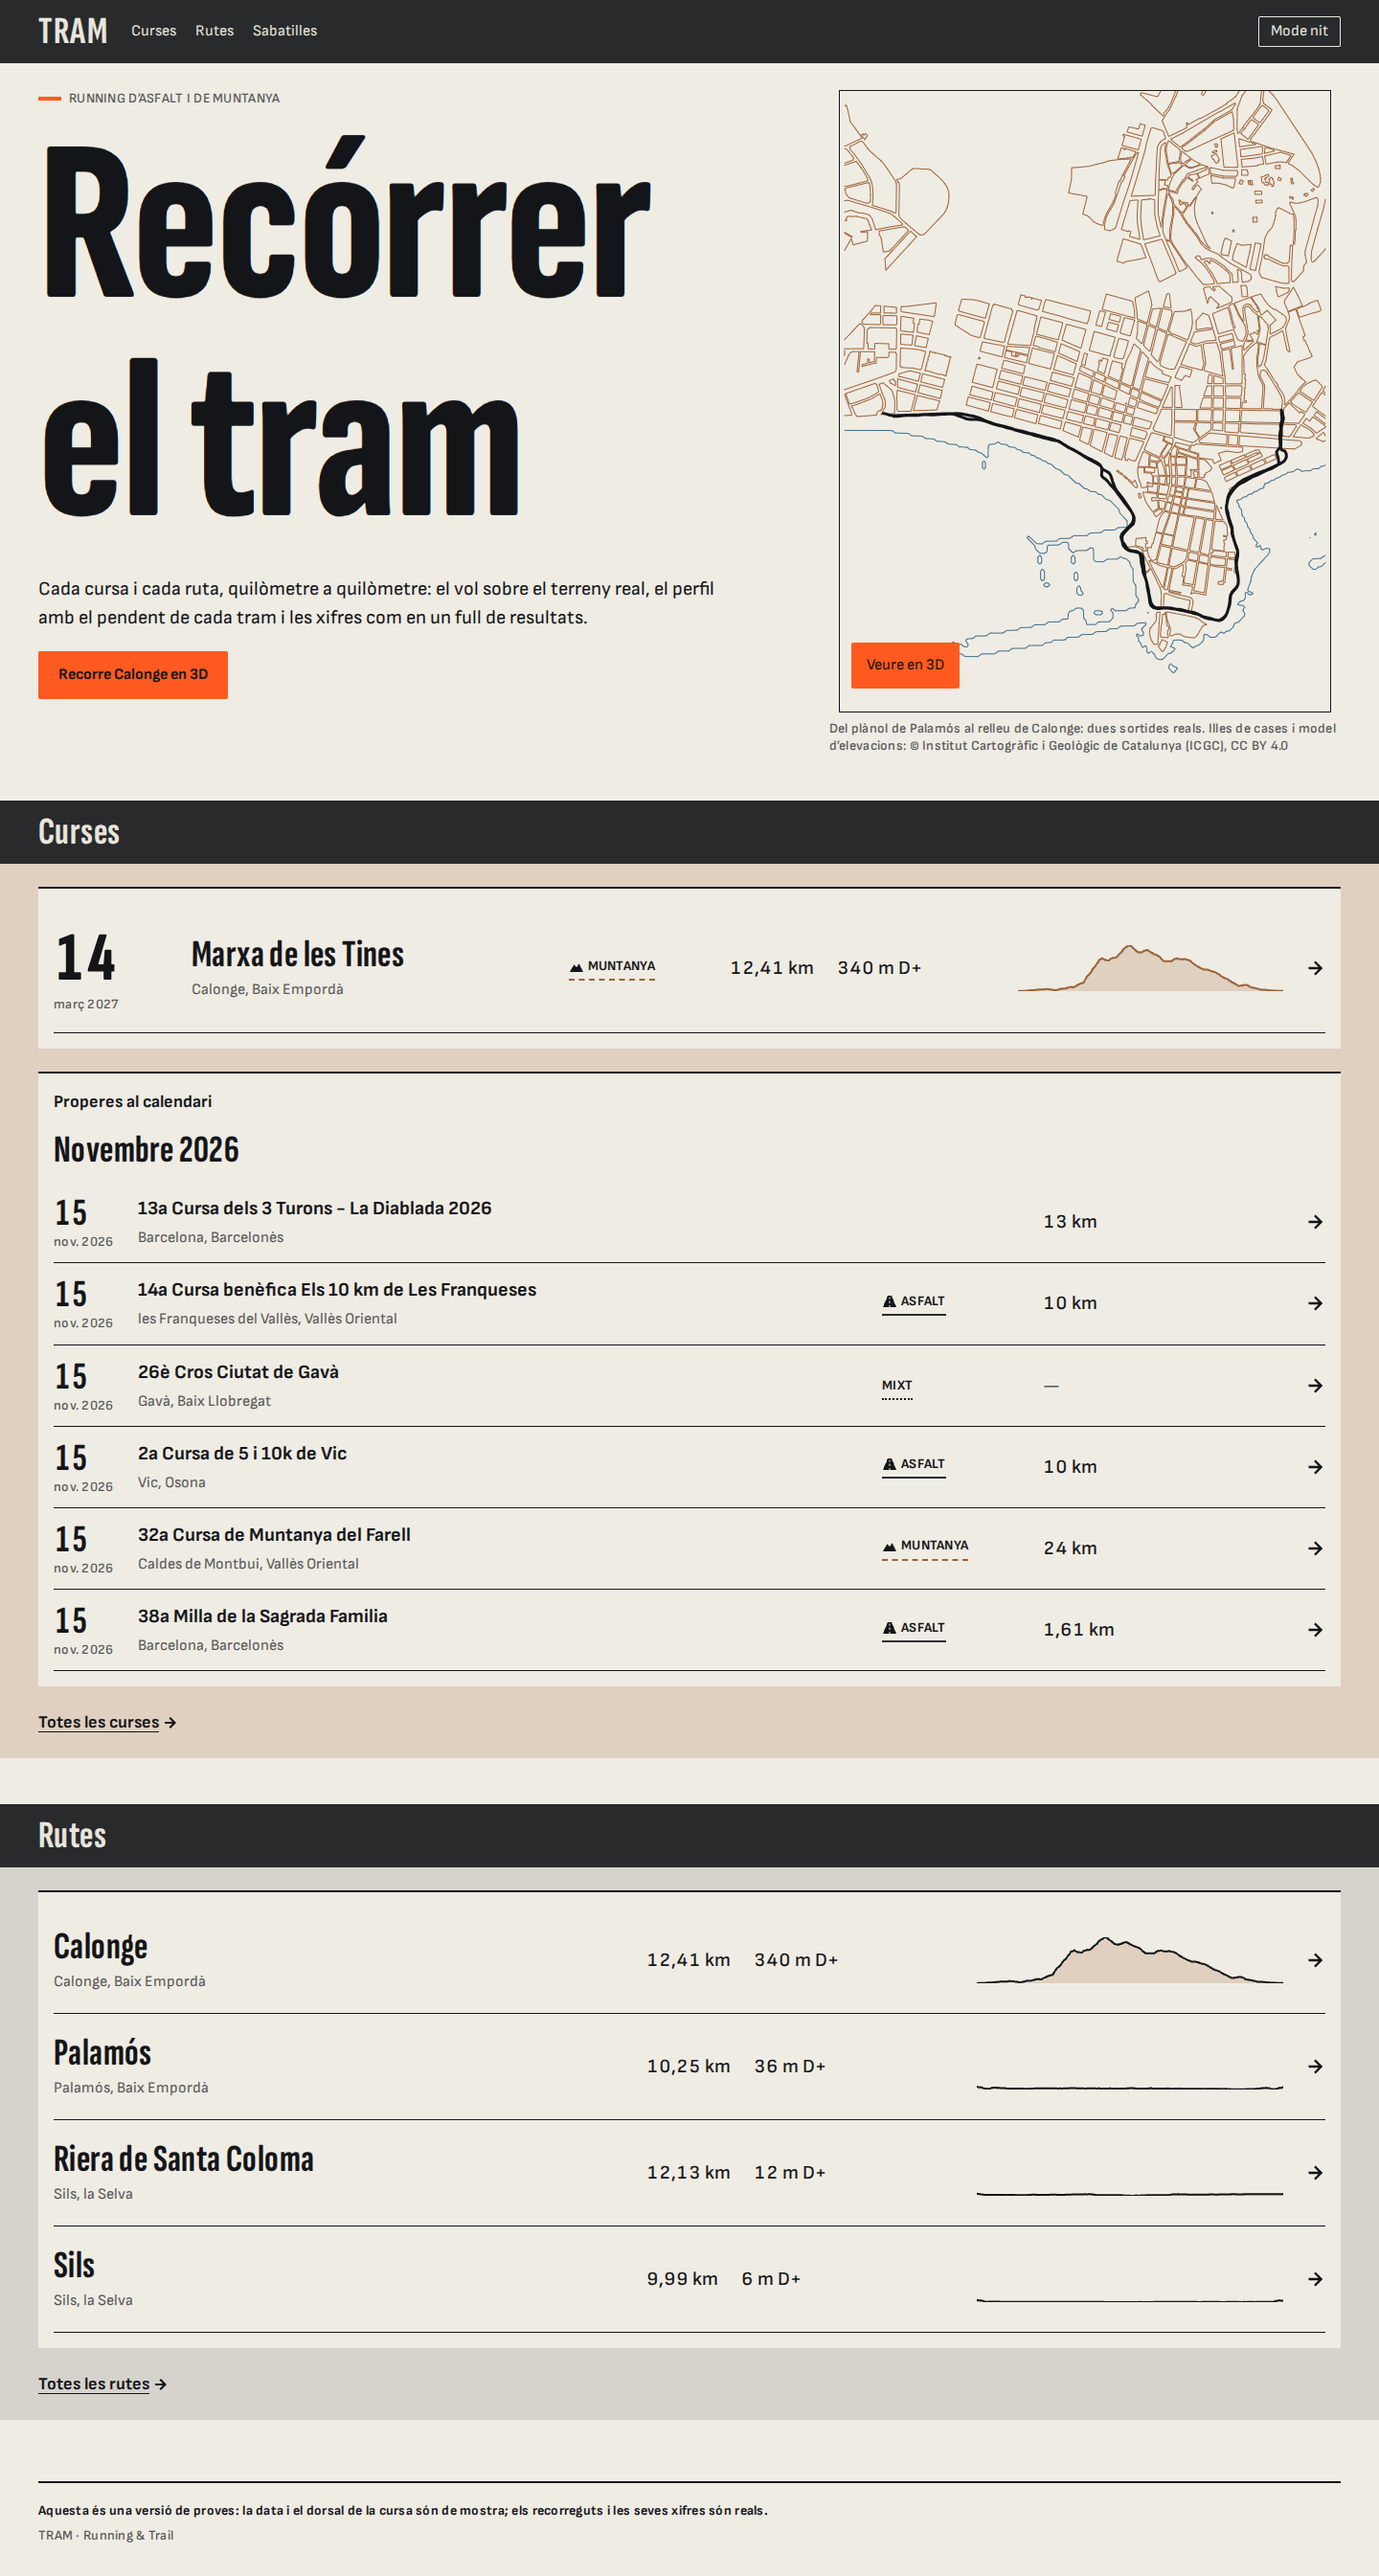 TRAM Curses Rutes Sabatilles Mode nit
RUNNING D'ASFALT I DE MUNTANYA
Recórrer
el tram
Cada cursa i cada ruta, quilòmetre a quilòmetre: el vol sobre el terreny real, el perfil
amb el pendent de cada tram i les xifres com en un full de resultats.
Recorre Calonge en 3D
Veure en 3D
Del plànol de Palamós al relleu de Calonge: dues sortides reals. Illes de cases i model
d'elevacions: © Institut Cartogràfic i Geològic de Catalunya (ICGC), CC BY 4.0
Curses
14
març 2027
Marxa de les Tines
Calonge, Baix Empordà
MUNTANYA
12,41 km 340 m D+
→
Properes al calendari
Novembre 2026
15
nov. 2026
13a Cursa dels 3 Turons - La Diablada 2026
Barcelona, Barcelonès
13 km
→
15
nov. 2026
14a Cursa benèfica Els 10 km de Les Franqueses
les Franqueses del Vallès, Vallès Oriental
ASFALT
10 km
→
15
nov. 2026
26è Cros Ciutat de Gavà
Gavà, Baix Llobregat
MIXT
—
→
15
nov. 2026
2a Cursa de 5 i 10k de Vic
Vic, Osona
ASFALT
10 km
→
15
nov. 2026
32a Cursa de Muntanya del Farell
Caldes de Montbui, Vallès Oriental
MUNTANYA
24 km
→
15
nov. 2026
38a Milla de la Sagrada Familia
Barcelona, Barcelonès
ASFALT
1,61 km
→
Totes les curses →
Rutes
Calonge
Calonge, Baix Empordà
12,41 km 340 m D+
→
Palamós
Palamós, Baix Empordà
10,25 km 36 m D+
→
Riera de Santa Coloma
Sils, la Selva
12,13 km 12 m D+
→
Sils
Sils, la Selva
9,99 km 6 m D+
→
Totes les rutes →
Aquesta és una versió de proves: la data i el dorsal de la cursa són de mostra; els recorreguts i les seves xifres són reals.
TRAM · Running & Trail